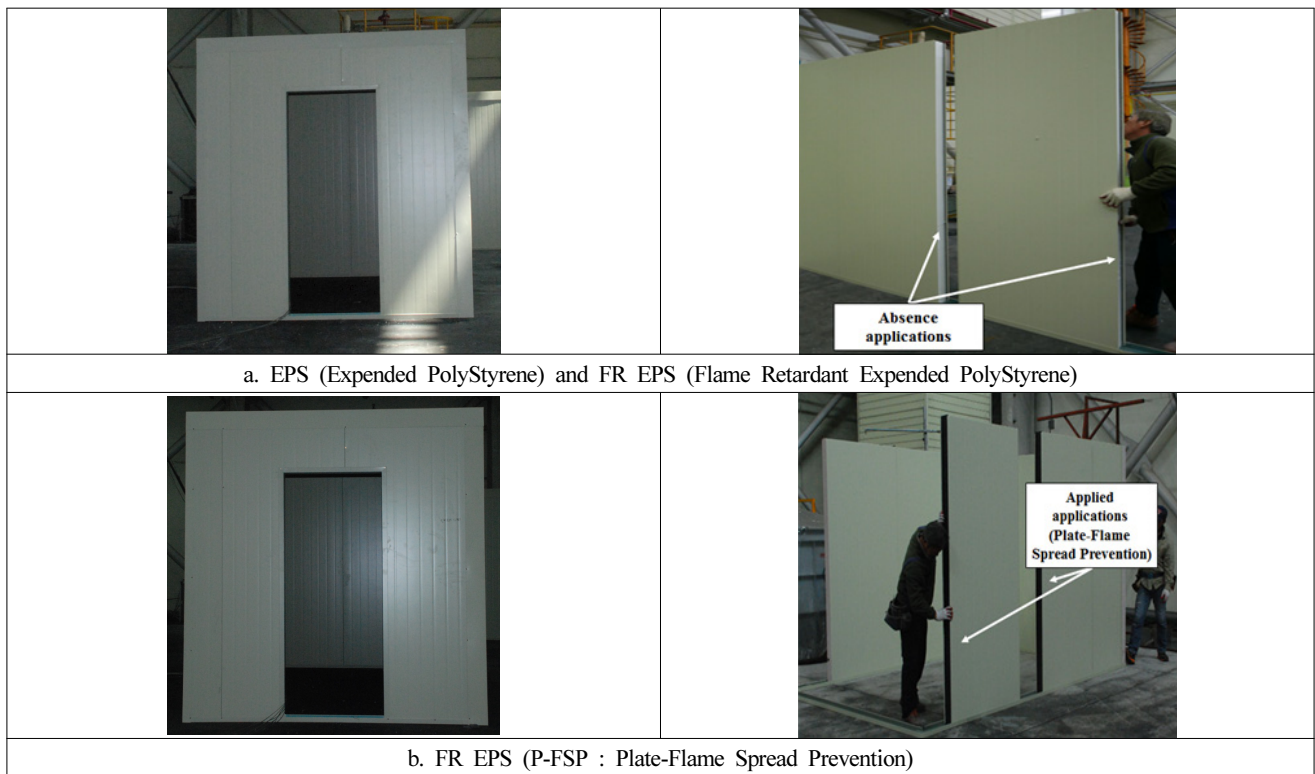 Absence
applications
a. EPS (Expended PolyStyrene) and FR EPS (Flame Retardant Expended PolyStyrene)
Applied
applications
(Plate-Flame
Spread Prevention)
b. FR EPS (P-FSP : Plate-Flame Spread Prevention)